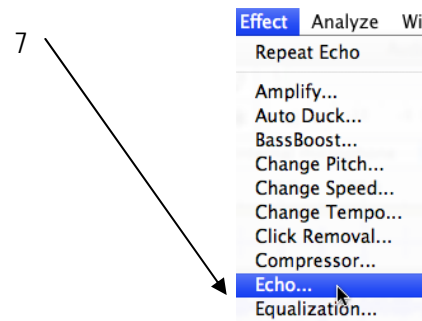 Effect Analyze Wi
7
Repeat Echo
Amplify...
Auto Duck...
BassBoost...
Change Pitch...
Change Speed...
Change Tempo...
Click Removal...
Compressor...
Echo...
Equalization...